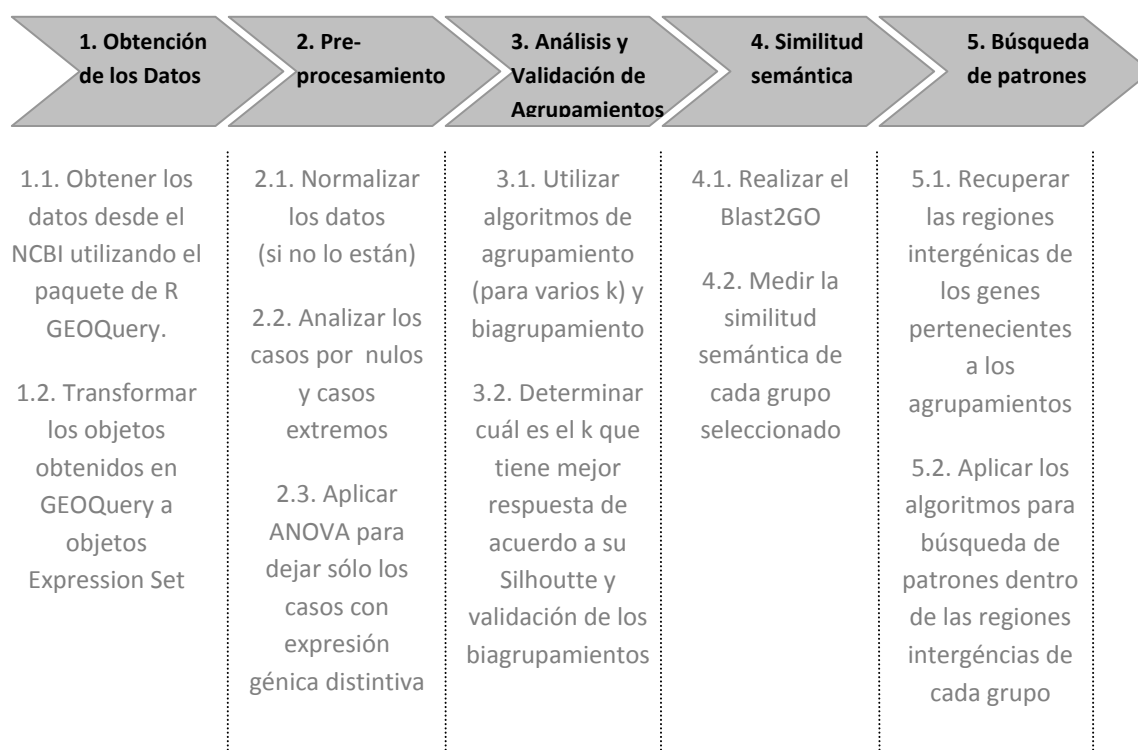 1. Obtención
de los Datos
2. Pre-
procesamiento
3. Análisis y
Validación de
Agrupamientos
4. Similitud
semántica
5. Búsqueda
de patrones
1.1. Obtener los
datos desde el
NCBI utilizando el
paquete de R
GEOQuery.
1.2. Transformar
los objetos
obtenidos en
GEOQuery a
objetos
Expression Set
2.1. Normalizar
los datos
(si no lo están)
2.2. Analizar los
casos por nulos
y casos
extremos
2.3. Aplicar
ANOVA para
dejar sólo los
casos con
expresión
génica distintiva
3.1. Utilizar
algoritmos de
agrupamiento
(para varios k) y
biagrupamiento
3.2. Determinar
cuál es el k que
tiene mejor
respuesta de
acuerdo a su
Silhoutte y
validación de los
biagrupamientos
4.1. Realizar el
Blast2GO
4.2. Medir la
similitud
semántica de
cada grupo
seleccionado
5.1. Recuperar
las regiones
intergénicas de
los genes
pertenecientes
a los
agrupamientos
5.2. Aplicar los
algoritmos para
búsqueda de
patrones dentro
de las regiones
intergéncias de
cada grupo